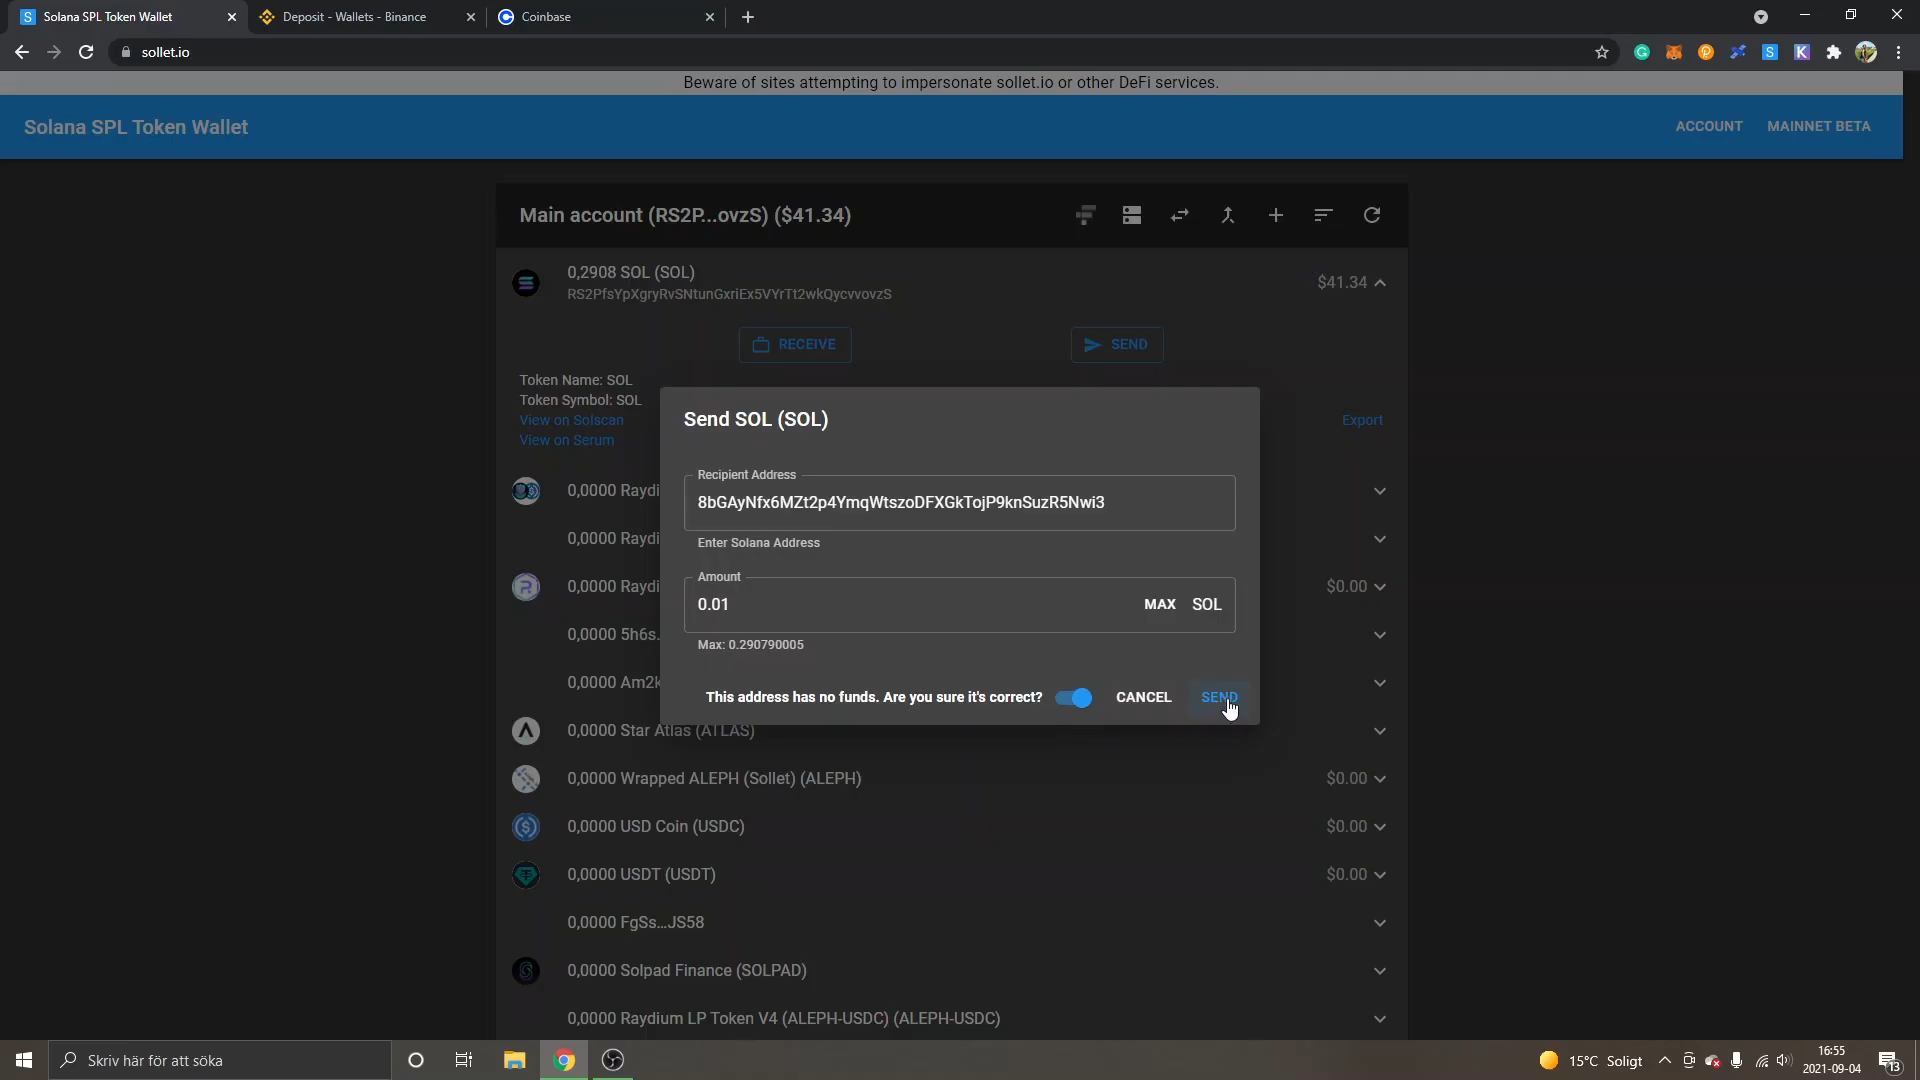 Solana SPL Token Wallet
Deposit - Wallets - Binance
Coinbase
sollet.io
Beware of sites attempting to impersonate sollet.io or other DeFi services.
Solana SPL Token Wallet
ACCOUNT
MAINNET BETA
Main account (RS2P...ovzS) ($41.34)
0,2908 SOL (SOL)
RS2PfsYpXgryRvSNtunGxriEx5VYrTt2wkQycvvovzS
$41.34
RECEIVE
SEND
Token Name: SOL
Token Symbol: SOL
View on Solscan
Export
View on Serum
Send SOL (SOL)
Recipient Address
8bGAyNfx6MZt2p4YmqWtszoDFXGkTojP9knSuzR5Nwi3
Enter Solana Address
Amount
0.01
MAX SOL
Max: 0.290790005
This address has no funds. Are you sure it's correct?
CANCEL
SEND
0,0000 Raydi
0,0000 Raydi
0,0000 Raydi
$0.00
0,0000 5h6s.
0,0000 Am2k
0,0000 Star Atlas (ATLAS)
0,0000 Wrapped ALEPH (Sollet) (ALEPH)
$0.00
0,0000 USD Coin (USDC)
$0.00
0,0000 USDT (USDT)
$0.00
0,0000 FgSs...JS58
0,0000 Solpad Finance (SOLPAD)
0,0000 Raydium LP Token V4 (ALEPH-USDC) (ALEPH-USDC)
Skriv här för att söka
15°C Soligt
16:55
2021-09-04
13